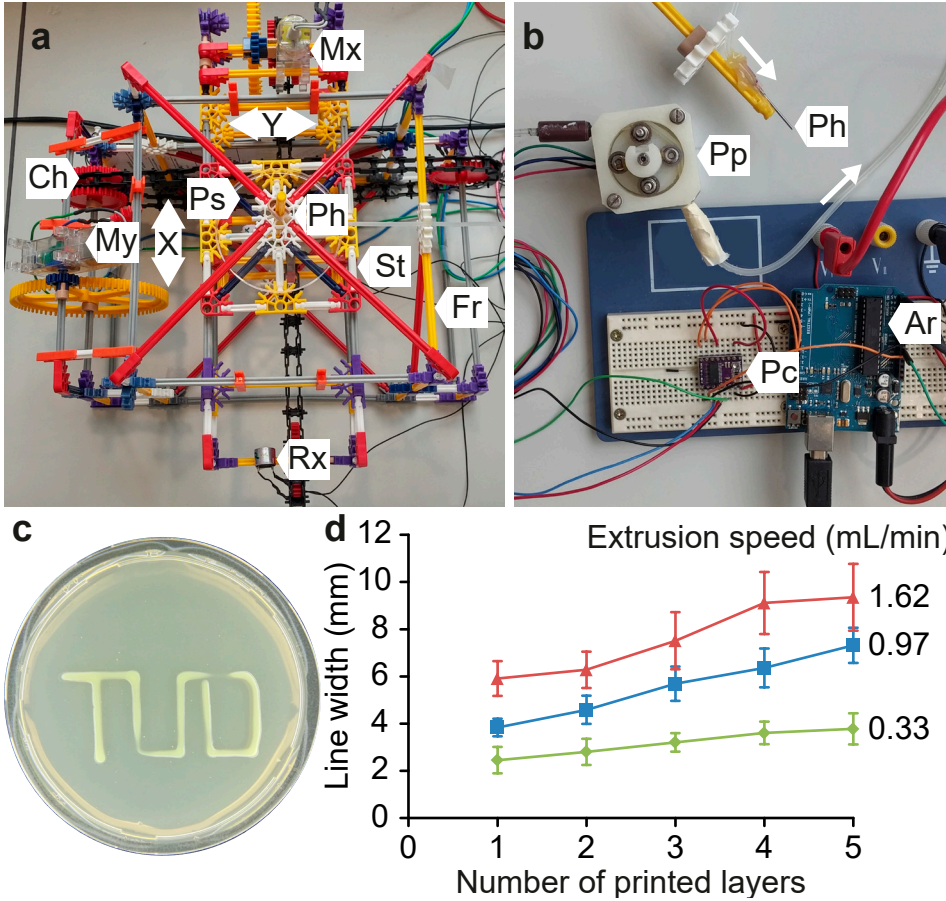 a
Mx
Y
Ch
Ps
Ph
My
X
St
Fr
Rx
b
Ph
Pp
V
Ar
Pc
c
TUD
d
Extrusion speed (mL/min)
12
10
8
6
4
2
0
Line width (mm)
1.62
0.97
0.33
0
1
2
3
4
5
Number of printed layers